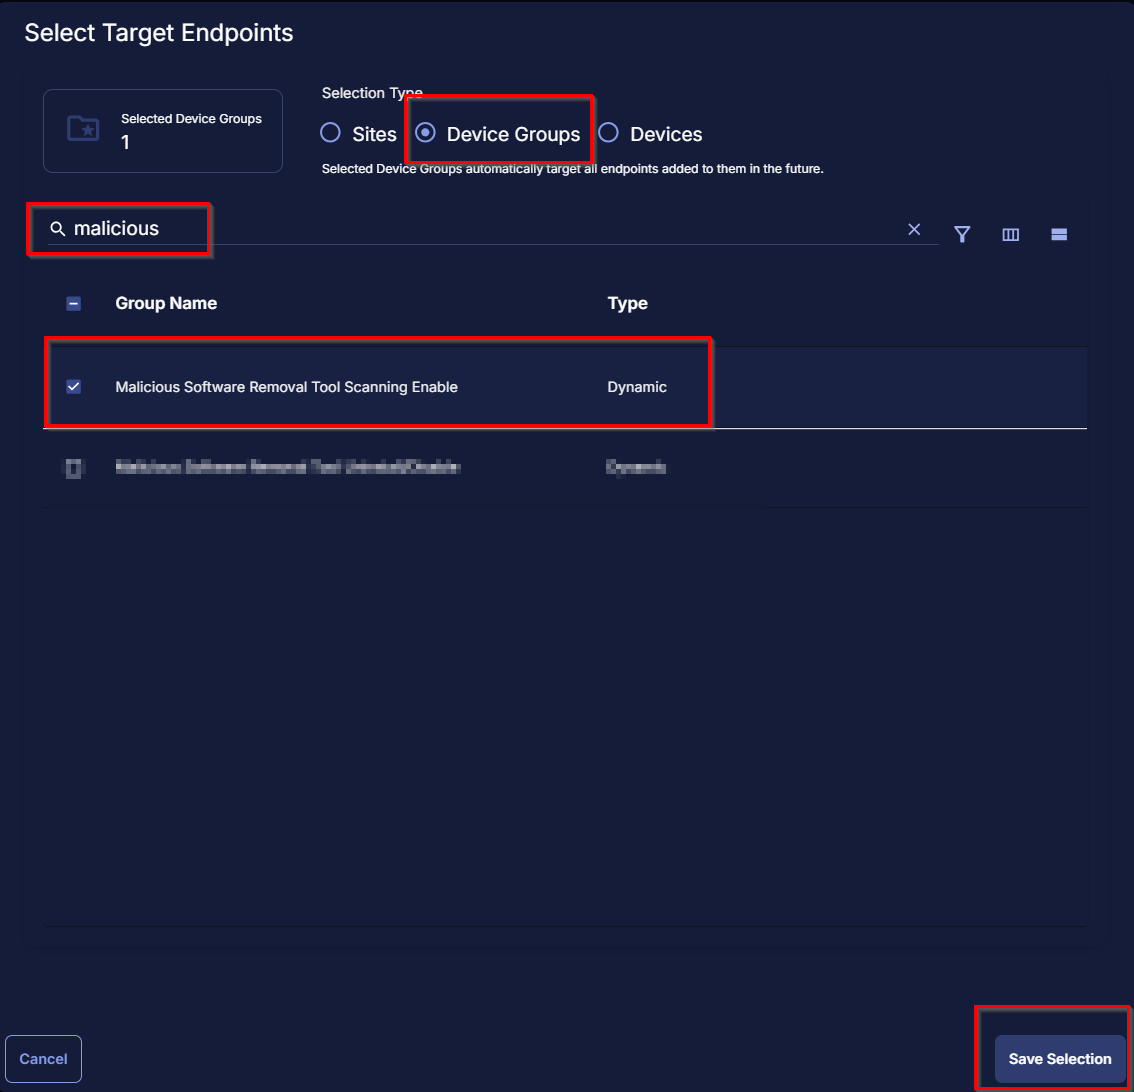 Select Target Endpoints
Selected Device Groups
1
Selection Type
Sites
Device Groups
Devices
Selected Device Groups automatically target all endpoints added to them in the future.
malicious
Group Name Type
Malicious Software Removal Tool Scanning Enable Dynamic
Cancel
Save Selection